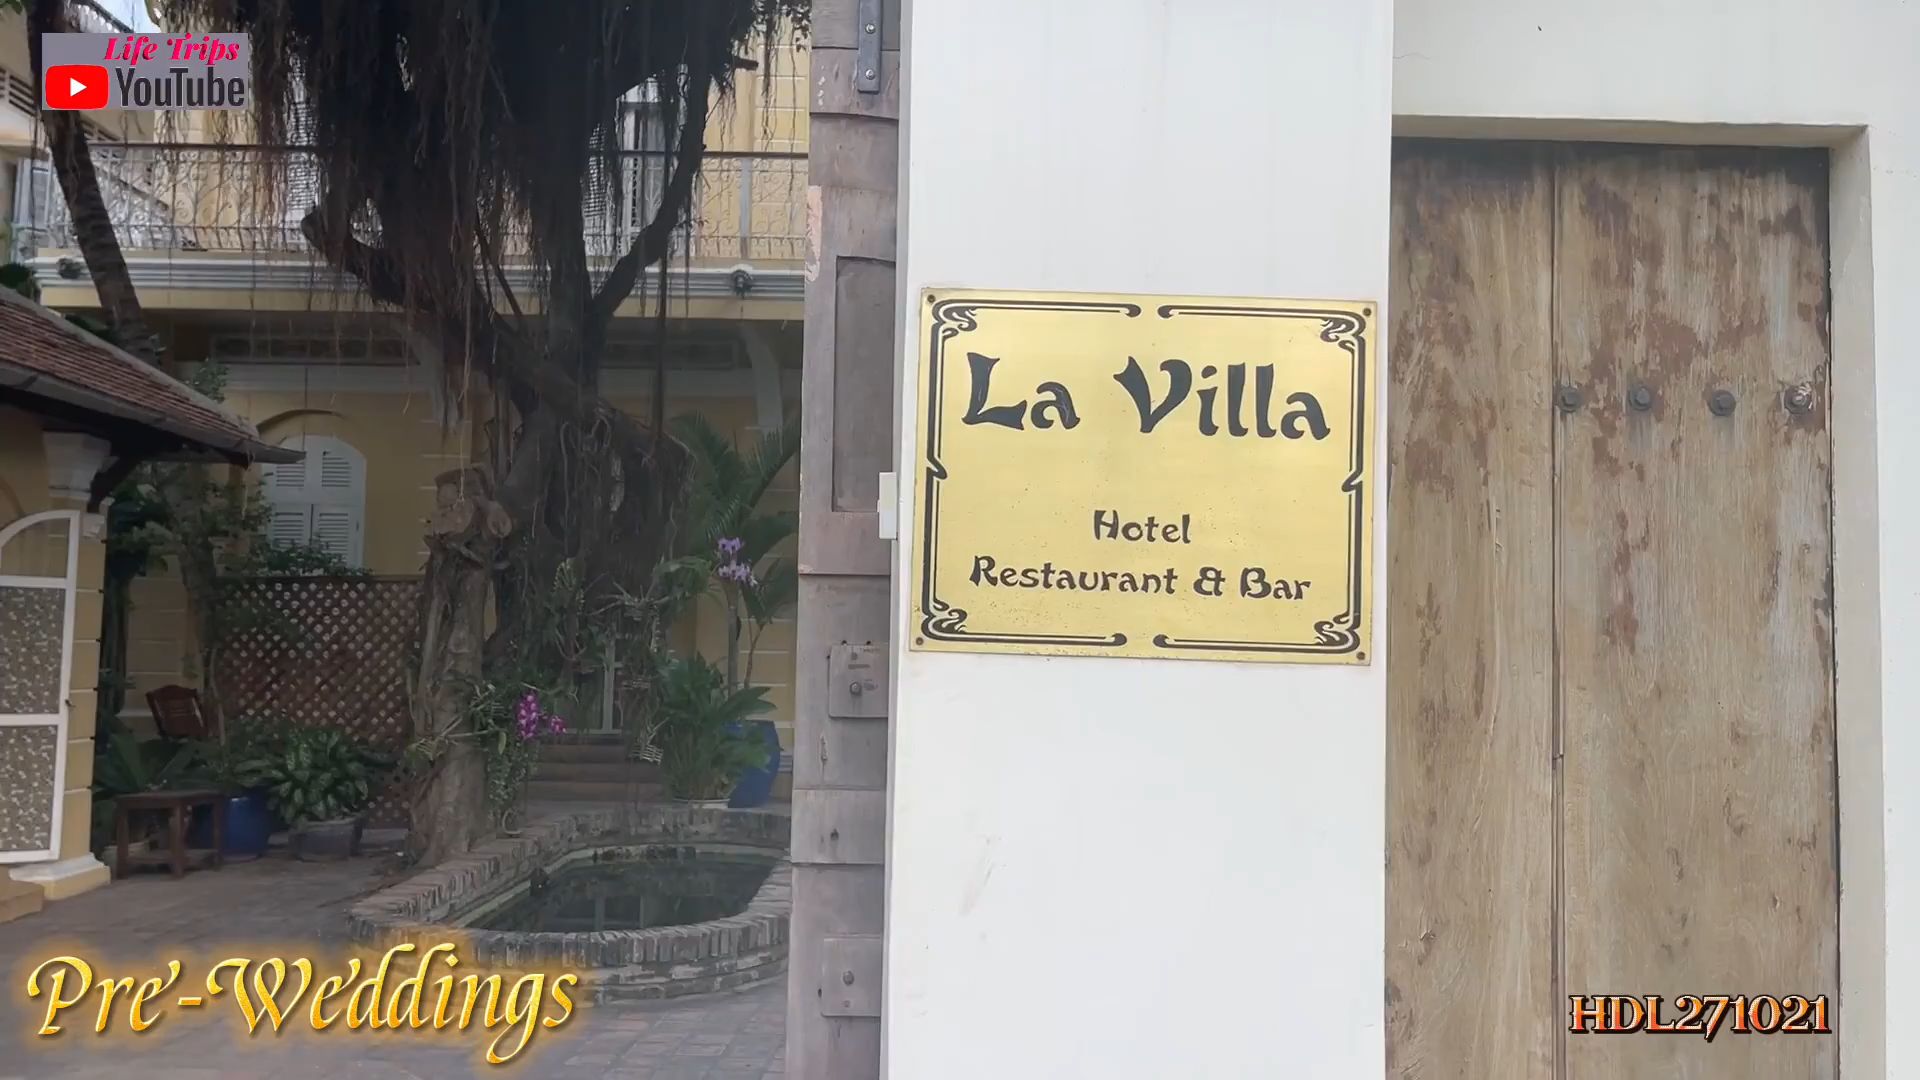 Life Trips
YouTube
La Villa
Hotel
Restaurant & Bar
Pre-Weddings
HDL271021